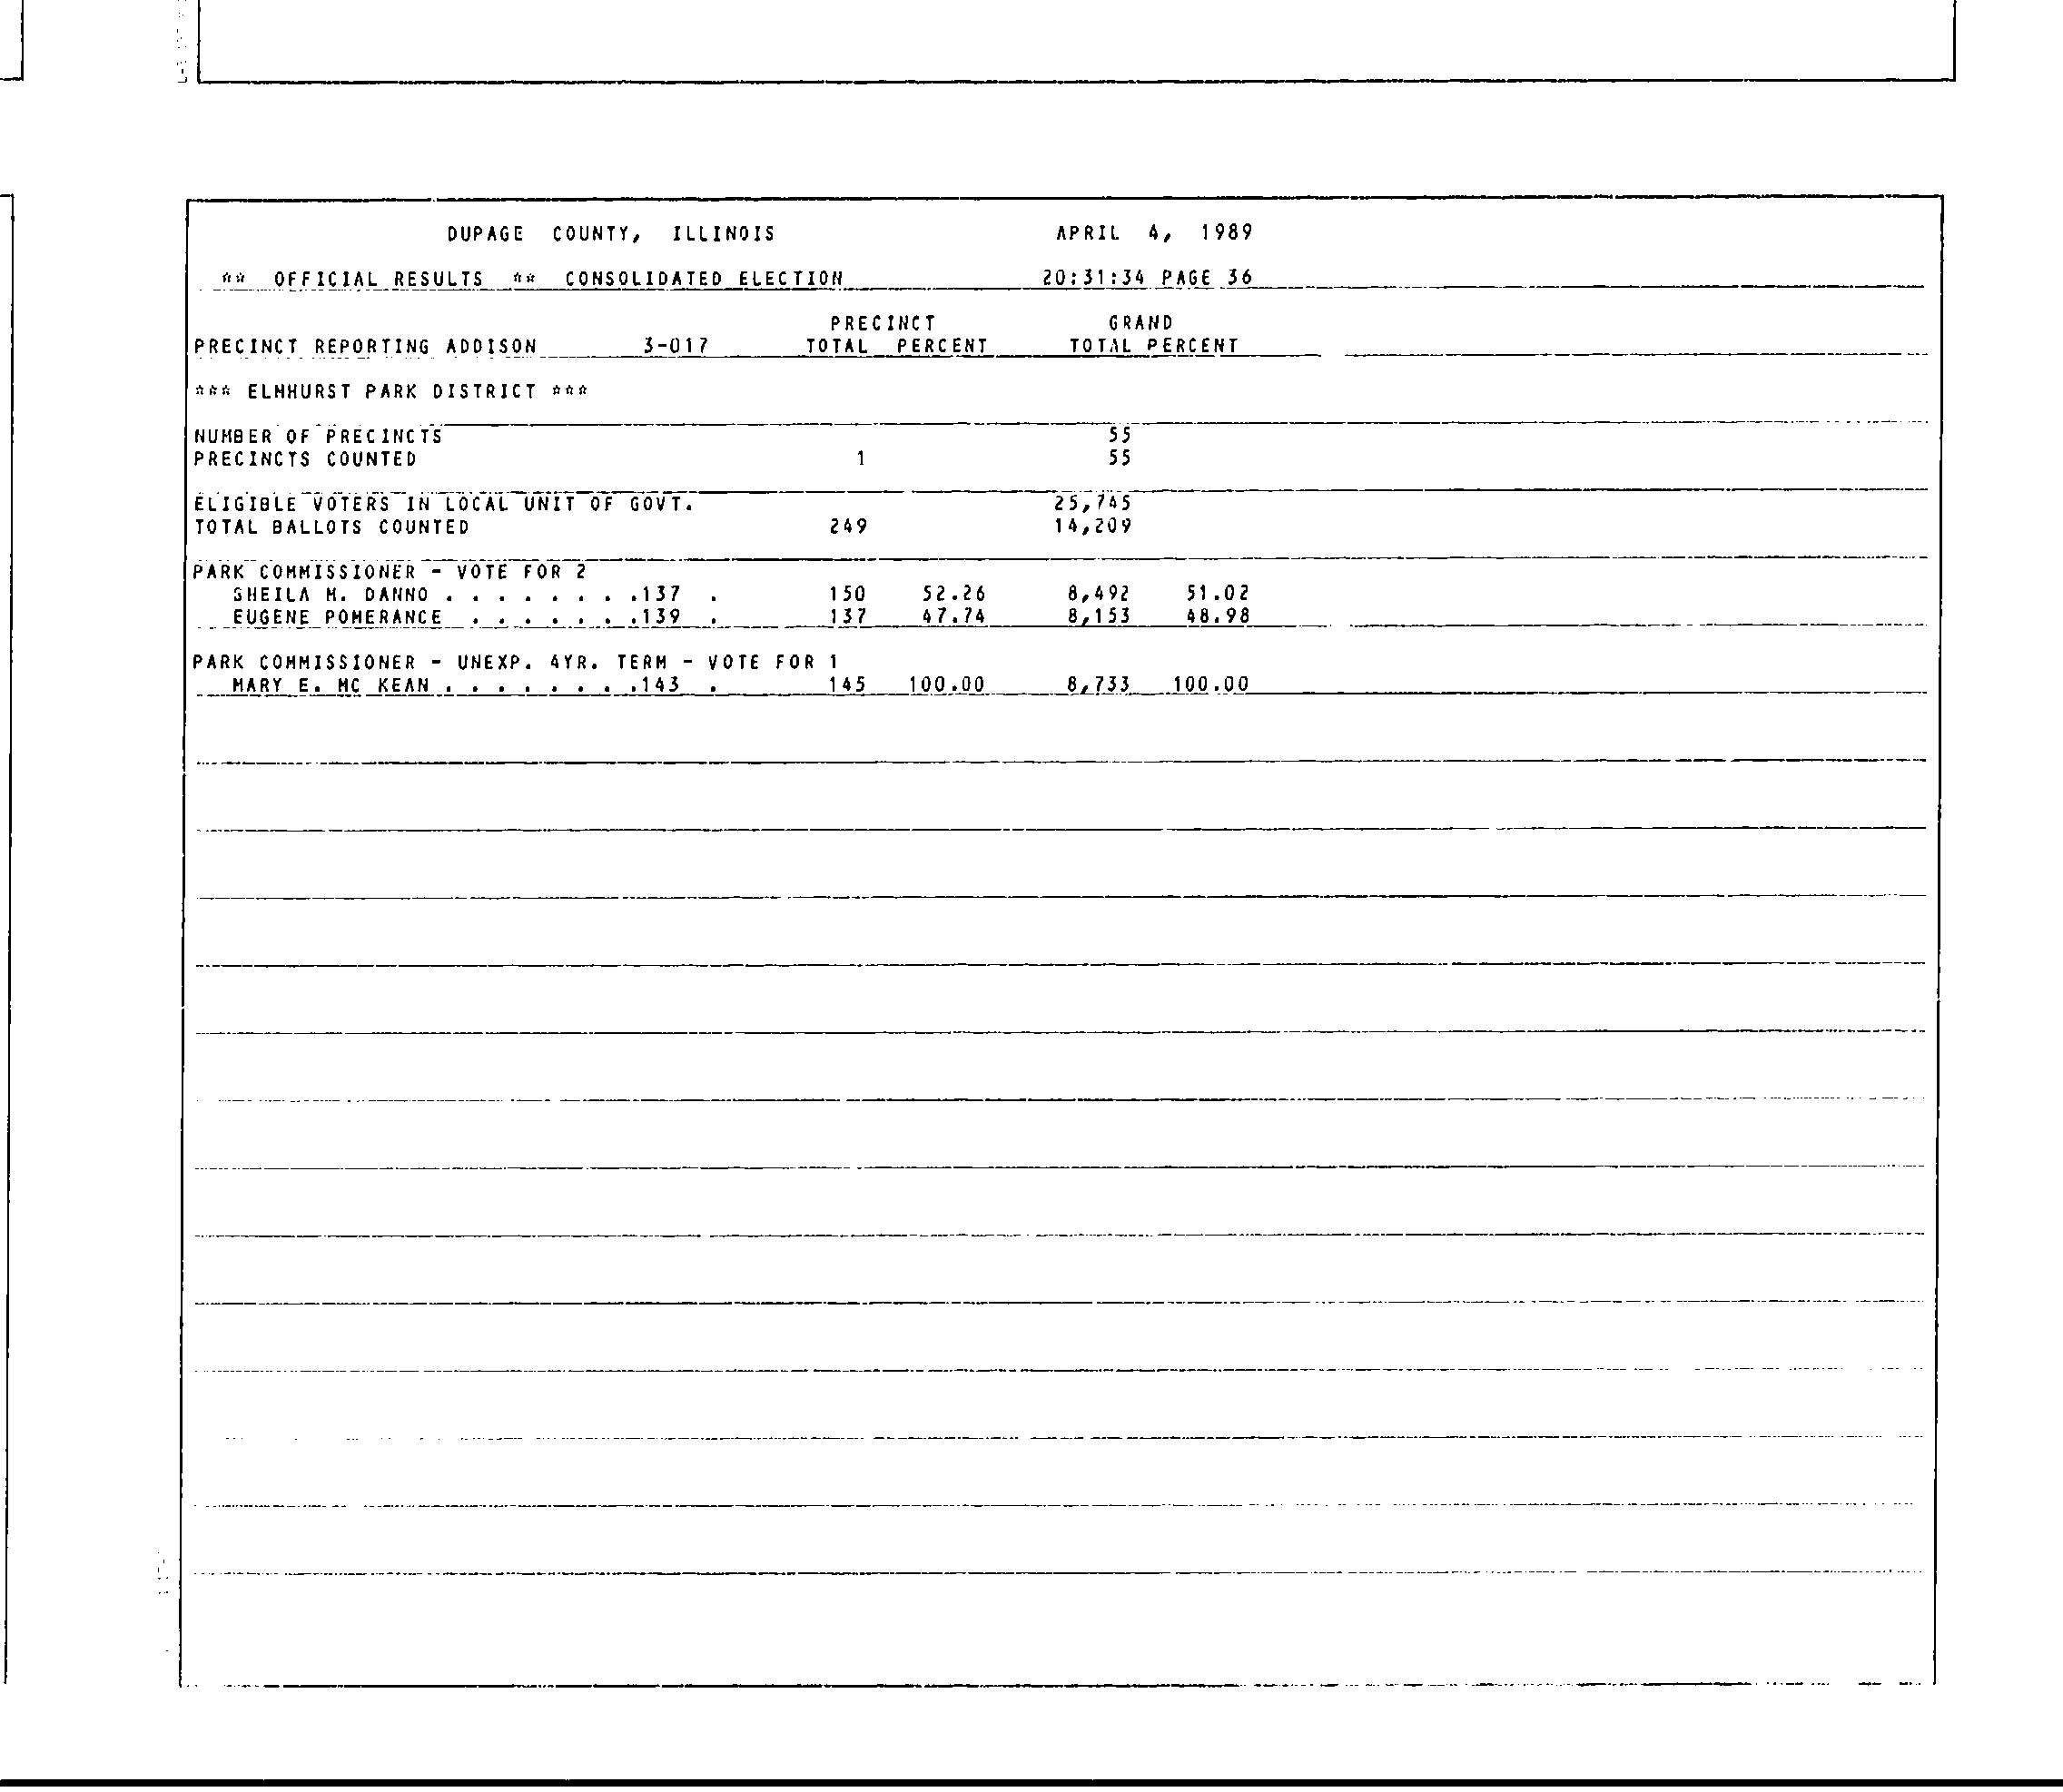 DUPAGE COUNTY, ILLINOIS APRIL 4, 1989
** OFFICIAL RESULTS ** CONSOLIDATED ELECTION 20:31:34 PAGE 36
PRECINCT GRAND
PRECINCT REPORTING ADDISON 3-017 TOTAL PERCENT TOTAL PERCENT
*** ELMHURST PARK DISTRICT ***
NUMBER OF PRECINCTS 55
PRECINCTS COUNTED 1 55
ELIGIBLE VOTERS IN LOCAL UNIT OF GOVT. 25,745
TOTAL BALLOTS COUNTED 249 14,209
PARK COMMISSIONER - VOTE FOR 2
SHEILA M. DANNO . . . . . . . .137 . 150 52.26 8,492 51.02
EUGENE POMERANCE . . . . . . .139 . 137 47.74 8,153 48.98
PARK COMMISSIONER - UNEXP. 4YR. TERM - VOTE FOR 1
MARY E. MC KEAN . . . . . . . .143 . 145 100.00 8,733 100.00